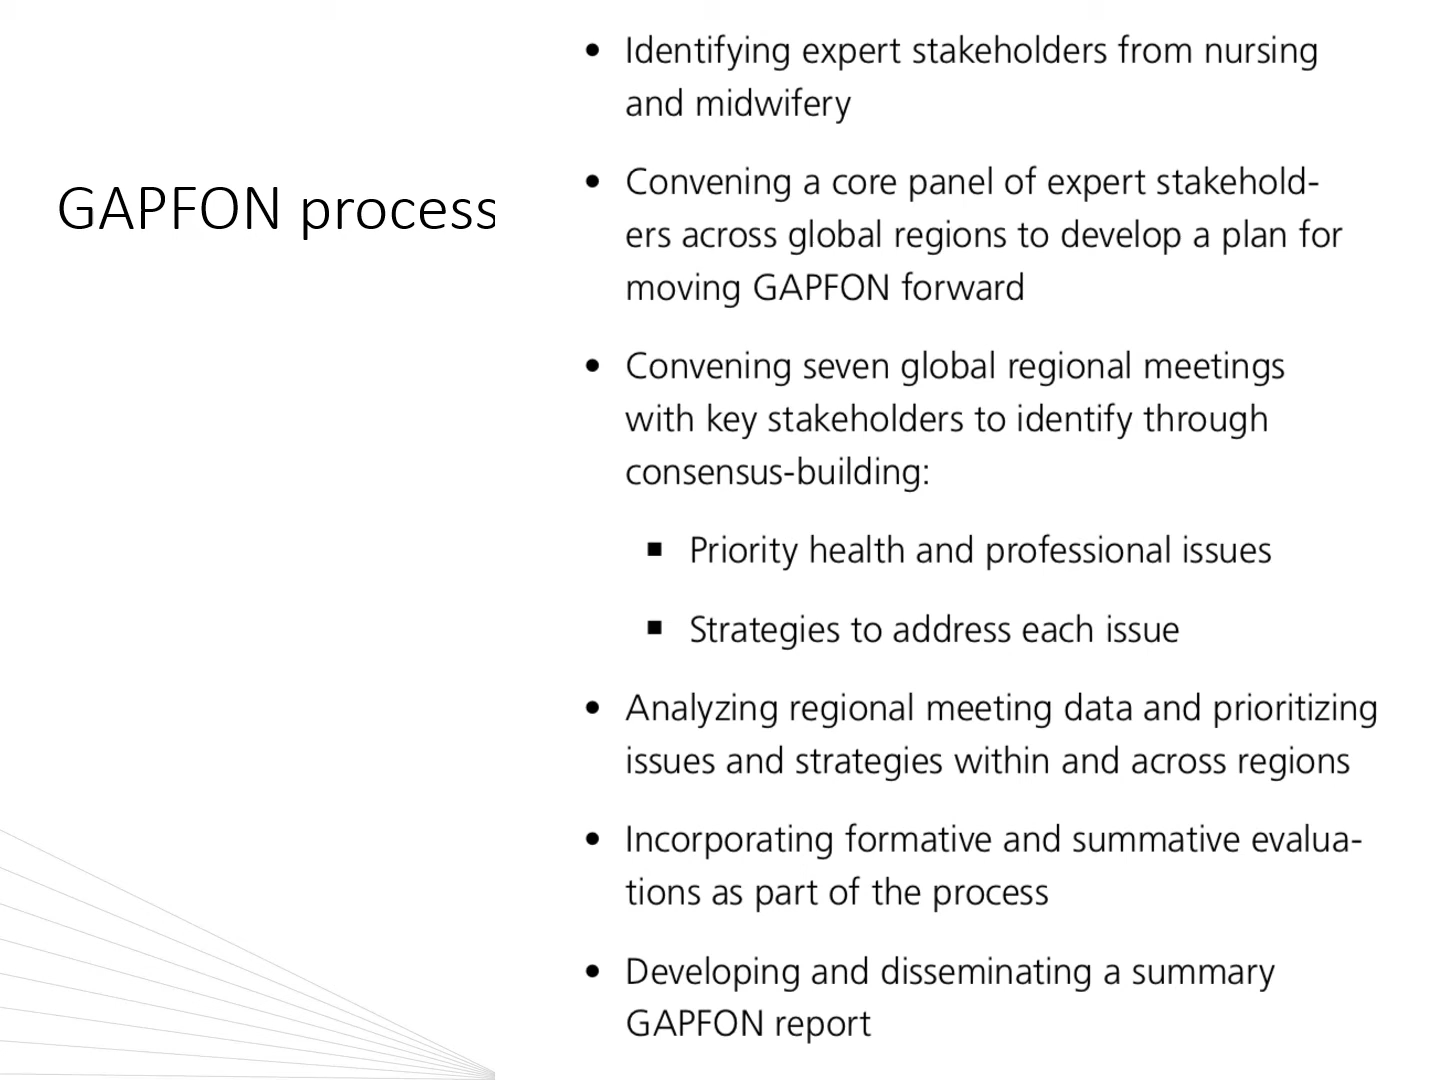 GAPFON process
• Identifying expert stakeholders from nursing
and midwifery
• Convening a core panel of expert stakehold-
ers across global regions to develop a plan for
moving GAPFON forward
• Convening seven global regional meetings
with key stakeholders to identify through
consensus-building:
▪ Priority health and professional issues
▪ Strategies to address each issue
• Analyzing regional meeting data and prioritizing
issues and strategies within and across regions
• Incorporating formative and summative evalua-
tions as part of the process
• Developing and disseminating a summary
GAPFON report